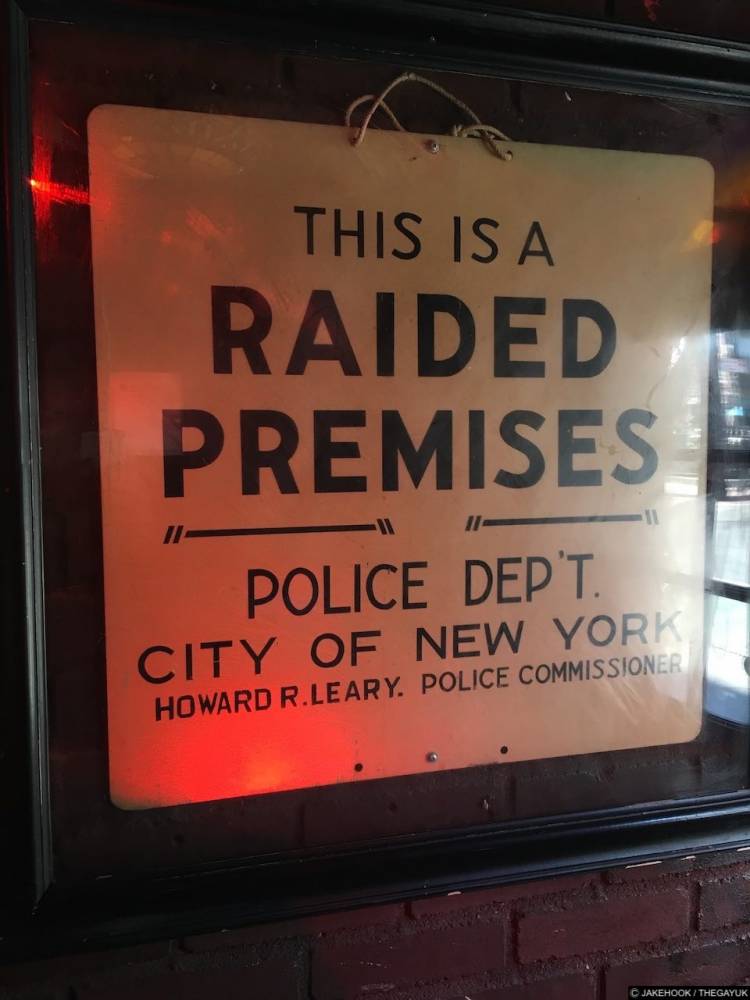 THIS IS A
RAIDED
PREMISES
POLICE DEP'T.
CITY OF NEW YORK
HOWARD R. LEARY. POLICE COMMISSIONER
© JAKEHOOK / THEGAYUK